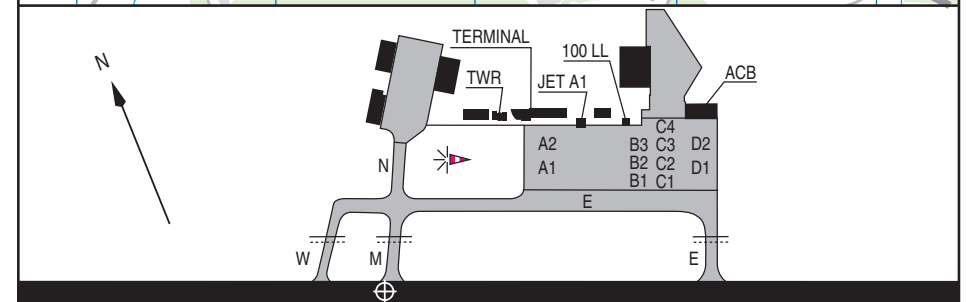 N
TERMINAL
TWR
JET A1
100 LL
ACB
A2
A1
B3
B2
B1
C4
C3
C2
C1
D2
D1
N
E
W
M
E